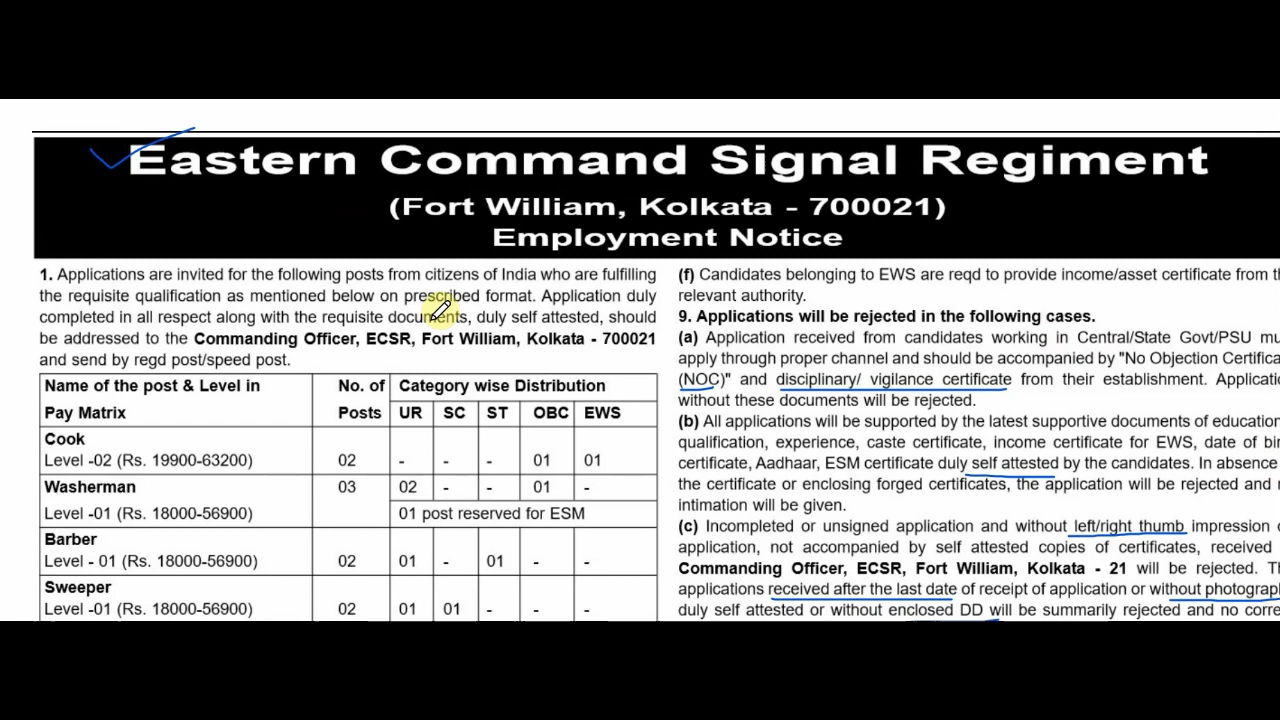 Eastern Command Signal Regiment
(Fort William, Kolkata - 700021)
Employment Notice
1. Applications are invited for the following posts from citizens of India who are fulfilling
the requisite qualification as mentioned below on prescribed format. Application duly
completed in all respect along with the requisite documents, duly self attested, should
be addressed to the Commanding Officer, ECSR, Fort William, Kolkata - 700021
and send by regd post/speed post.
Name of the post & Level in No. of Category wise Distribution
Pay Matrix Posts UR SC ST OBC EWS
Cook
Level -02 (Rs. 19900-63200) 02 - - - 01 01
Washerman 03 02 - - 01 -
Level -01 (Rs. 18000-56900) 01 post reserved for ESM
Barber
Level - 01 (Rs. 18000-56900) 02 01 - 01 - -
Sweeper
Level -01 (Rs. 18000-56900) 02 01 01 - - -
(f) Candidates belonging to EWS are reqd to provide income/asset certificate from
relevant authority.
9. Applications will be rejected in the following cases.
(a) Application received from candidates working in Central/State Govt/PSU
apply through proper channel and should be accompanied by "No Objection
(NOC)" and disciplinary/ vigilance certificate from their establishment.
without these documents will be rejected.
(b) All applications will be supported by the latest supportive documents of
qualification, experience, caste certificate, income certificate for EWS, date of
certificate, Aadhaar, ESM certificate duly self attested by the candidates. In absence
the certificate or enclosing forged certificates, the application will be rejected and
intimation will be given.
(c) Incompleted or unsigned application and without left/right thumb impression
application, not accompanied by self attested copies of certificates, received
Commanding Officer, ECSR, Fort William, Kolkata - 21 will be rejected.
applications received after the last date of receipt of application or without
duly self attested or without enclosed DD will be summarily rejected and no